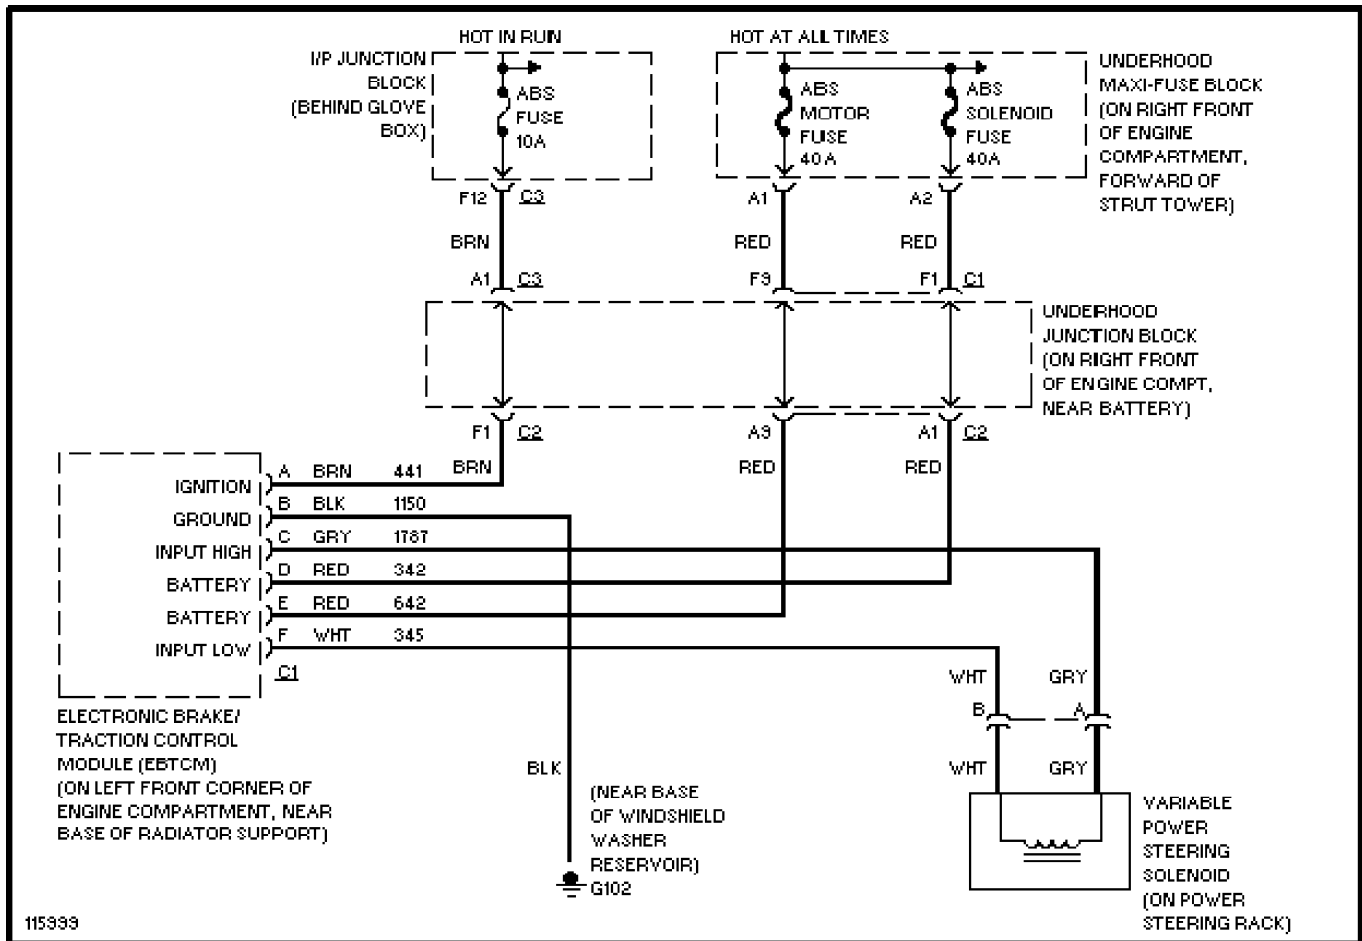 HOT IN RUIN
HOT AT ALL TIMES
I/P JUNCTION
BLOCK
(BEHIND GLOVE
BOX)
ABS
FUSE
10A
ABS
MOTOR
FUSE
40A
ABS
SOLENOID
FUSE
40A
UNDERHOOD
MAXI-FUSE BLOCK
(ON RIGHT FRONT
OF ENGINE
COMPARTMENT,
FORWARD OF
STRUT TOWER)
F12 C3
A1
A2
BRN
RED
RED
A1 C3
F9
F1 C1
UNDERHOOD
JUNCTION BLOCK
(ON RIGHT FRONT
OF ENGINE COMPT,
NEAR BATTERY)
F1 C2
A9
A1 C2
BRN
RED
RED
IGNITION A BRN 441
GROUND B BLK 1150
INPUT HIGH C GRY 1787
BATTERY D RED 342
BATTERY E RED 642
INPUT LOW F WHT 345
C1
ELECTRONIC BRAKE/
TRACTION CONTROL
MODULE (EBTCM)
(ON LEFT FRONT CORNER OF
ENGINE COMPARTMENT, NEAR
BASE OF RADIATOR SUPPORT)
WHT GRY
B A
WHT GRY
BLK
(NEAR BASE
OF WINDSHIELD
WASHER
RESERVOIR)
G102
VARIABLE
POWER
STEERING
SOLENOID
(ON POWER
STEERING RACK)
115999